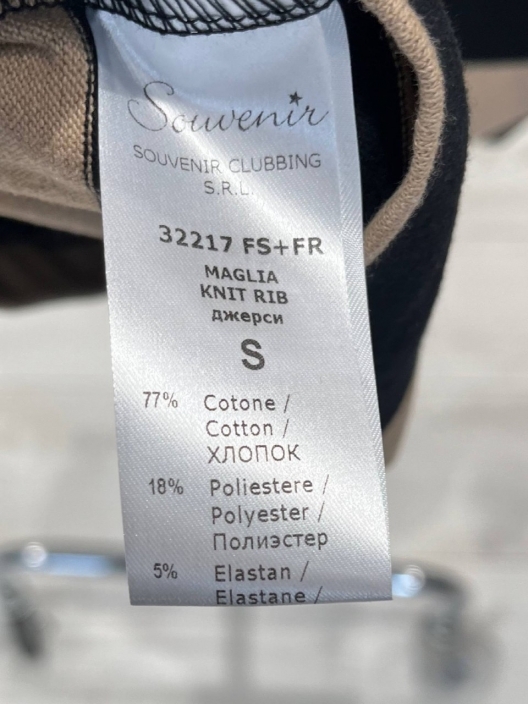 Souvenir
SOUVENIR CLUBBING
S.R.L.
32217 FS+FR
MAGLIA
KNIT RIB
джерси
S
77% Cotone /
Cotton /
ХЛОПОК
18% Poliestere /
Polyester /
Полиэстер
5% Elastan /
Elastane /